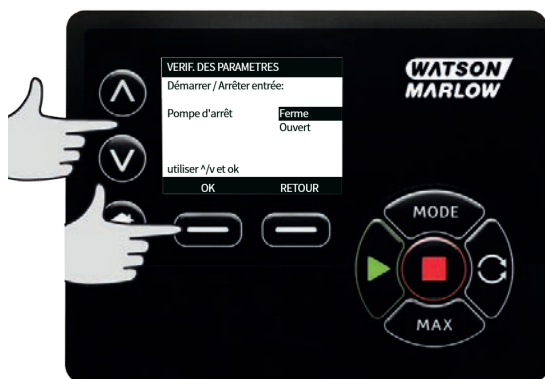 VERIF. DES PARAMETRES
WATSON
MARLOW
Démarrer / Arrêter entrée:
Pompe d'arrêt Ferme
Ouvert
utiliser ^/v et ok
OK RETOUR
MODE
MAX